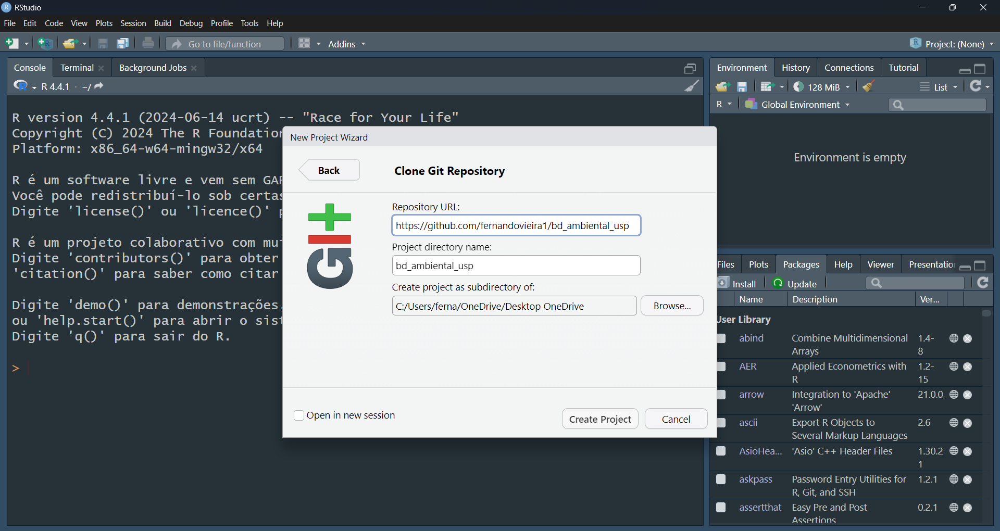 RStudio
File Edit Code View Plots Session Build Debug Profile Tools Help
Go to file/function
Addins
Project: (None)
Console
Terminal
Background Jobs
R 4.4.1 · ~/
R version 4.4.1 (2024-06-14 ucrt) -- "Race for Your Life"
Copyright (C) 2024 The R Foundation
Platform: x86_64-w64-mingw32/x64
R é um software livre e vem sem GAR
Você pode redistribuí-lo sob certas
Digite 'license()' ou 'licence()' p
R é um projeto colaborativo com mui
Digite 'contributors()' para obter
'citation()' para saber como citar
Digite 'demo()' para demonstrações,
ou 'help.start()' para abrir o sist
Digite 'q()' para sair do R.
>
New Project Wizard
Back
Clone Git Repository
Git
Repository URL:
https://github.com/fernandovieira1/bd_ambiental_usp
Project directory name:
bd_ambiental_usp
Create project as subdirectory of:
C:/Users/ferna/OneDrive/Desktop OneDrive
Browse...
Open in new session
Create Project
Cancel
Environment
History
Connections
Tutorial
128 MiB
List
R
Global Environment
Environment is empty
Files
Plots
Packages
Help
Viewer
Presentatio
Install
Update
Name
Description
Ver...
User Library
abind
Combine Multidimensional
Arrays
1.4-
8
AER
Applied Econometrics with
R
1.2-
15
arrow
Integration to 'Apache'
'Arrow'
21.0.0.
ascii
Export R Objects to
Several Markup Languages
2.6
AsioHea...
'Asio' C++ Header Files
1.30.2-
1
askpass
Password Entry Utilities for
R, Git, and SSH
1.2.1
assertthat
Easy Pre and Post
Assertions
0.2.1